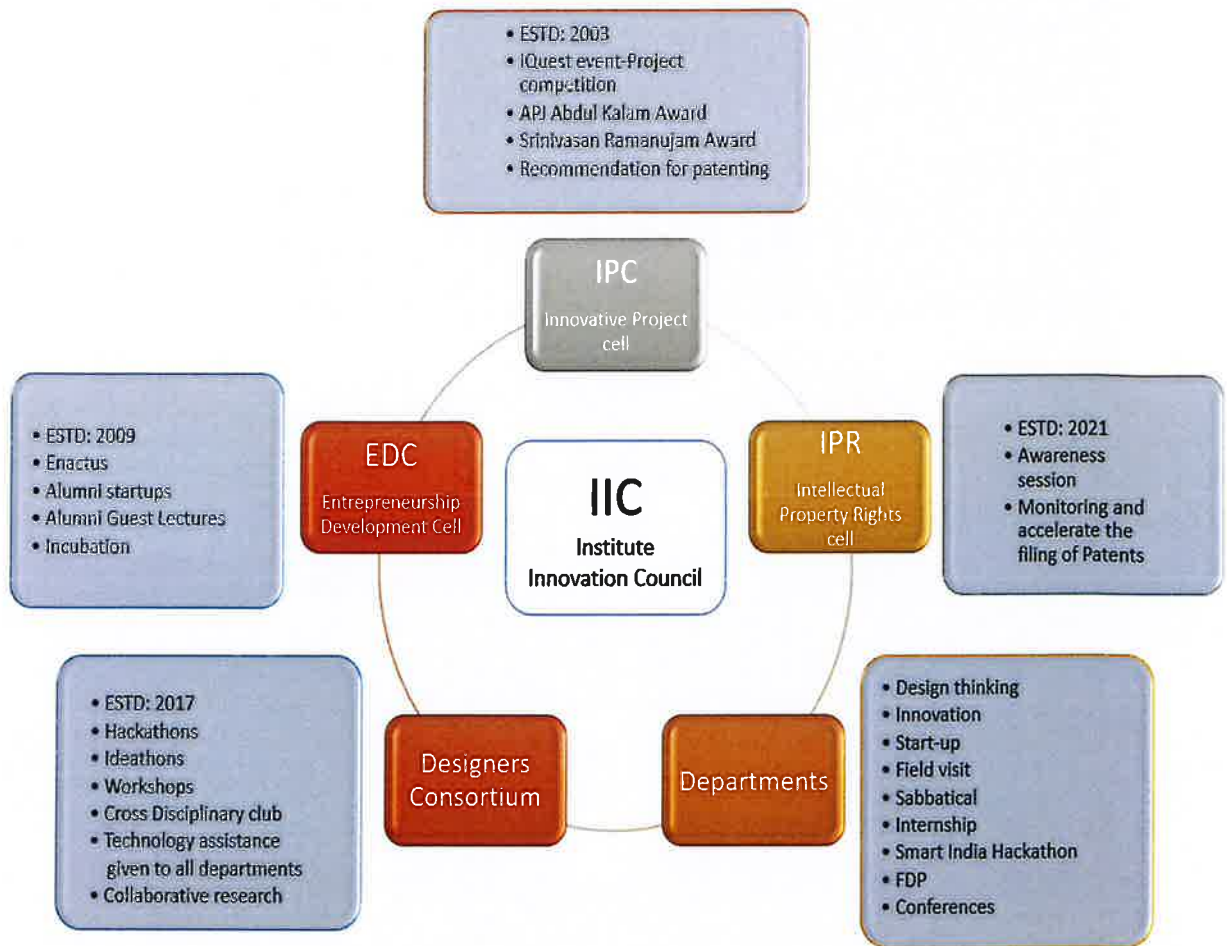 • ESTD: 2003
• IQuest event-Project
competition
• APJ Abdul Kalam Award
• Srinivasan Ramanujam Award
• Recommendation for patenting
IPC
Innovative Project
cell
• ESTD: 2009
• Enactus
• Alumni startups
• Alumni Guest Lectures
• Incubation
EDC
Entrepreneurship
Development Cell
IIC
Institute
Innovation Council
IPR
Intellectual
Property Rights
cell
• ESTD: 2021
• Awareness
session
• Monitoring and
accelerate the
filing of Patents
• ESTD: 2017
• Hackathons
• Ideathons
• Workshops
• Cross Disciplinary club
• Technology assistance
given to all departments
• Collaborative research
Designers
Consortium
Departments
• Design thinking
• Innovation
• Start-up
• Field visit
• Sabbatical
• Internship
• Smart India Hackathon
• FDP
• Conferences